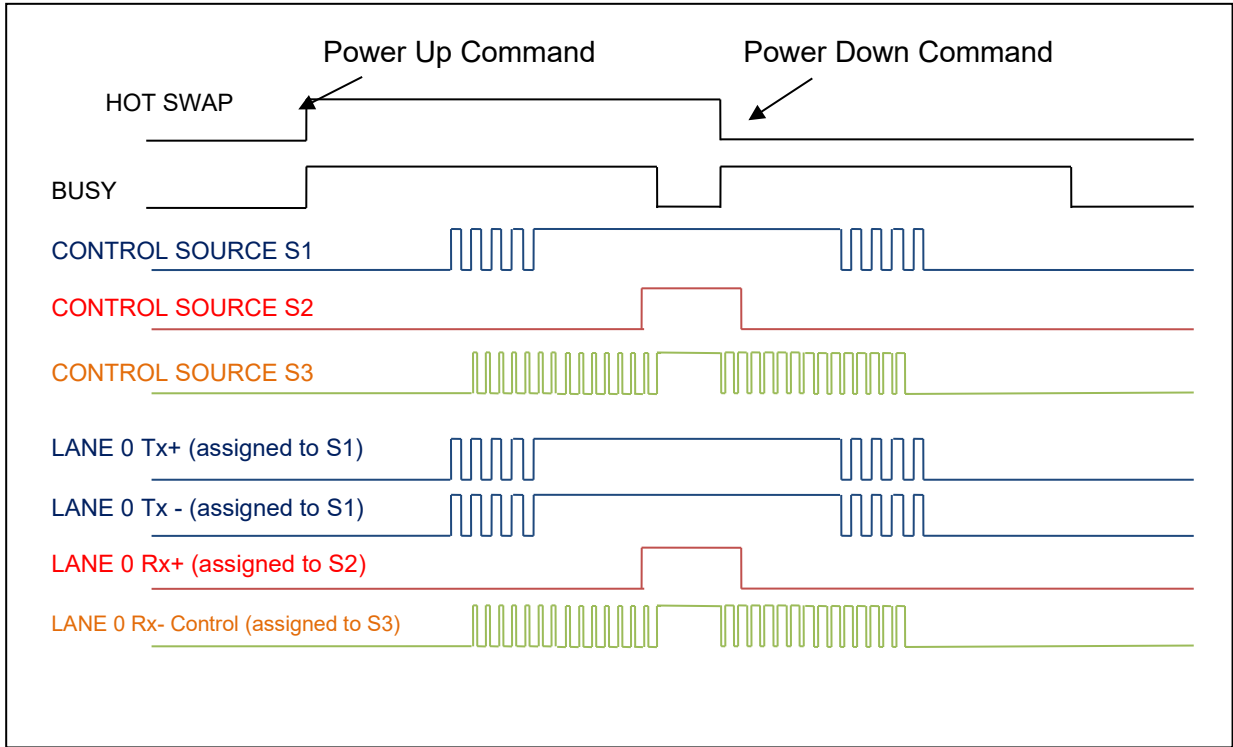 Power Up Command
Power Down Command
HOT SWAP
BUSY
CONTROL SOURCE S1
CONTROL SOURCE S2
CONTROL SOURCE S3
LANE 0 Tx+ (assigned to S1)
LANE 0 Tx - (assigned to S1)
LANE 0 Rx+ (assigned to S2)
LANE 0 Rx- Control (assigned to S3)